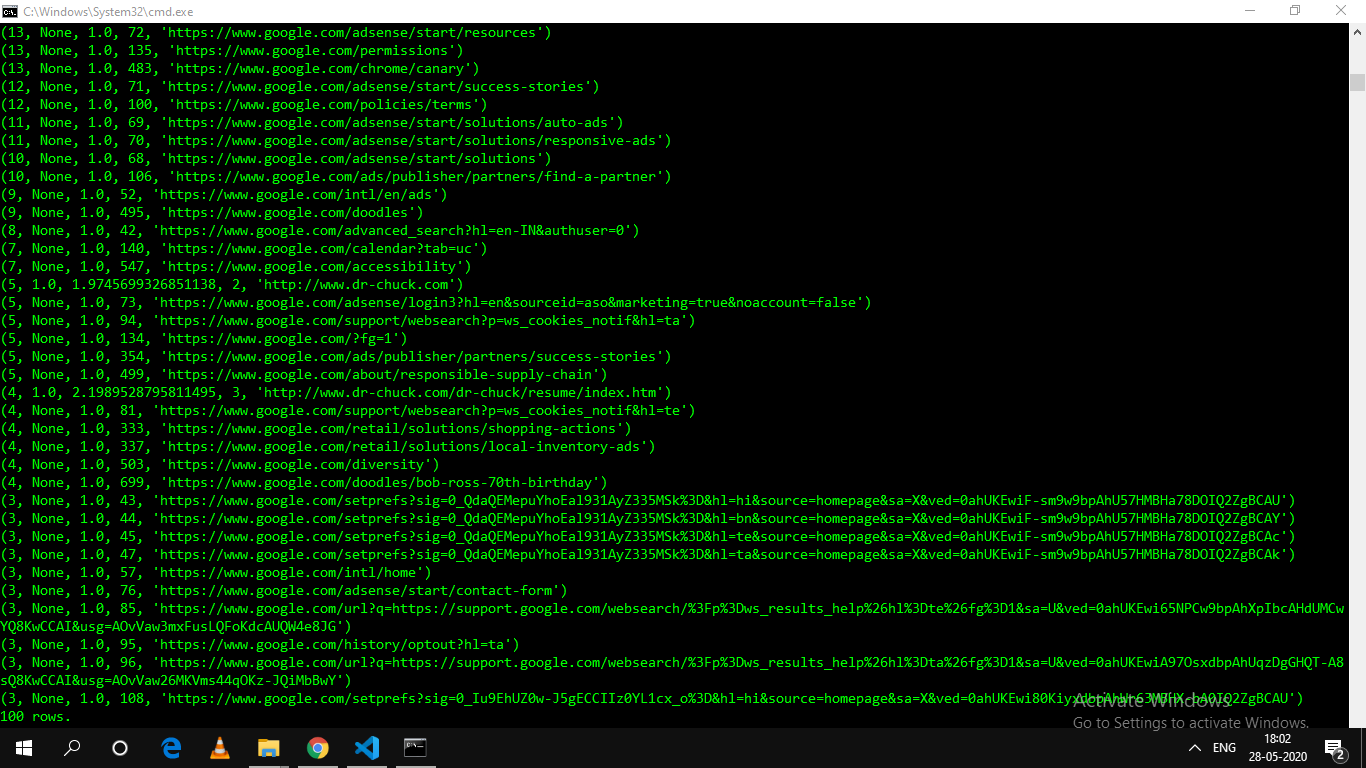 C:\Windows\System32\cmd.exe
(13, None, 1.0, 72, 'https://www.google.com/adsense/start/resources')
(13, None, 1.0, 135, 'https://www.google.com/permissions')
(13, None, 1.0, 483, 'https://www.google.com/chrome/canary')
(12, None, 1.0, 71, 'https://www.google.com/adsense/start/success-stories')
(12, None, 1.0, 100, 'https://www.google.com/policies/terms')
(11, None, 1.0, 69, 'https://www.google.com/adsense/start/solutions/auto-ads')
(11, None, 1.0, 70, 'https://www.google.com/adsense/start/solutions/responsive-ads')
(10, None, 1.0, 68, 'https://www.google.com/adsense/start/solutions')
(10, None, 1.0, 106, 'https://www.google.com/ads/publisher/partners/find-a-partner')
(9, None, 1.0, 52, 'https://www.google.com/intl/en/ads')
(9, None, 1.0, 495, 'https://www.google.com/doodles')
(8, None, 1.0, 42, 'https://www.google.com/advanced_search?hl=en-IN&authuser=0')
(7, None, 1.0, 140, 'https://www.google.com/calendar?tab=uc')
(7, None, 1.0, 547, 'https://www.google.com/accessibility')
(5, 1.0, 1.9745699326851138, 2, 'http://www.dr-chuck.com')
(5, None, 1.0, 73, 'https://www.google.com/adsense/login3?hl=en&sourceid=aso&marketing=true&noaccount=false')
(5, None, 1.0, 94, 'https://www.google.com/support/websearch?p=ws_cookies_notif&hl=ta')
(5, None, 1.0, 134, 'https://www.google.com/?fg=1')
(5, None, 1.0, 354, 'https://www.google.com/ads/publisher/partners/success-stories')
(5, None, 1.0, 499, 'https://www.google.com/about/responsible-supply-chain')
(4, 1.0, 2.1989528795811495, 3, 'http://www.dr-chuck.com/dr-chuck/resume/index.htm')
(4, None, 1.0, 81, 'https://www.google.com/support/websearch?p=ws_cookies_notif&hl=te')
(4, None, 1.0, 333, 'https://www.google.com/retail/solutions/shopping-actions')
(4, None, 1.0, 337, 'https://www.google.com/retail/solutions/local-inventory-ads')
(4, None, 1.0, 503, 'https://www.google.com/diversity')
(4, None, 1.0, 699, 'https://www.google.com/doodles/bob-ross-70th-birthday')
(3, None, 1.0, 43, 'https://www.google.com/setprefs?sig=0_QdaQEMepuYhoEal931AyZ335MSk%3D&hl=hi&source=homepage&sa=X&ved=0ahUKEwiF-sm9w9bpAhU57HMBHa78DOIQ2ZgBCAU')
(3, None, 1.0, 44, 'https://www.google.com/setprefs?sig=0_QdaQEMepuYhoEal931AyZ335MSk%3D&hl=bn&source=homepage&sa=X&ved=0ahUKEwiF-sm9w9bpAhU57HMBHa78DOIQ2ZgBCAY')
(3, None, 1.0, 45, 'https://www.google.com/setprefs?sig=0_QdaQEMepuYhoEal931AyZ335MSk%3D&hl=te&source=homepage&sa=X&ved=0ahUKEwiF-sm9w9bpAhU57HMBHa78DOIQ2ZgBCAc')
(3, None, 1.0, 47, 'https://www.google.com/setprefs?sig=0_QdaQEMepuYhoEal931AyZ335MSk%3D&hl=ta&source=homepage&sa=X&ved=0ahUKEwiF-sm9w9bpAhU57HMBHa78DOIQ2ZgBCAk')
(3, None, 1.0, 57, 'https://www.google.com/intl/home')
(3, None, 1.0, 76, 'https://www.google.com/adsense/start/contact-form')
(3, None, 1.0, 85, 'https://www.google.com/url?q=https://support.google.com/websearch/%3Fp%3Dws_results_help%26hl%3Dte%26fg%3D1&sa=U&ved=0ahUKEwi65NPCw9bpAhXpIbcAHdUMCw
YQ8KwCCAI&usg=AOvVaw3mxFusLQFoKdcAUQW4e8JG')
(3, None, 1.0, 95, 'https://www.google.com/history/optout?hl=ta')
(3, None, 1.0, 96, 'https://www.google.com/url?q=https://support.google.com/websearch/%3Fp%3Dws_results_help%26hl%3Dta%26fg%3D1&sa=U&ved=0ahUKEwiA97OsxdbpAhUqzDgGHQT-A8
sQ8KwCCAI&usg=AOvVaw26MKVms44qOKz-JQiMbBwY')
(3, None, 1.0, 108, 'https://www.google.com/setprefs?sig=0_Iu9EhUZ0w-J5gECCIIz0YL1cx_o%3D&hl=hi&source=homepage&sa=X&ved=
100 rows.
Activate Windows
Go to Settings to activate Windows.
ENG
18:02
28-05-2020
2